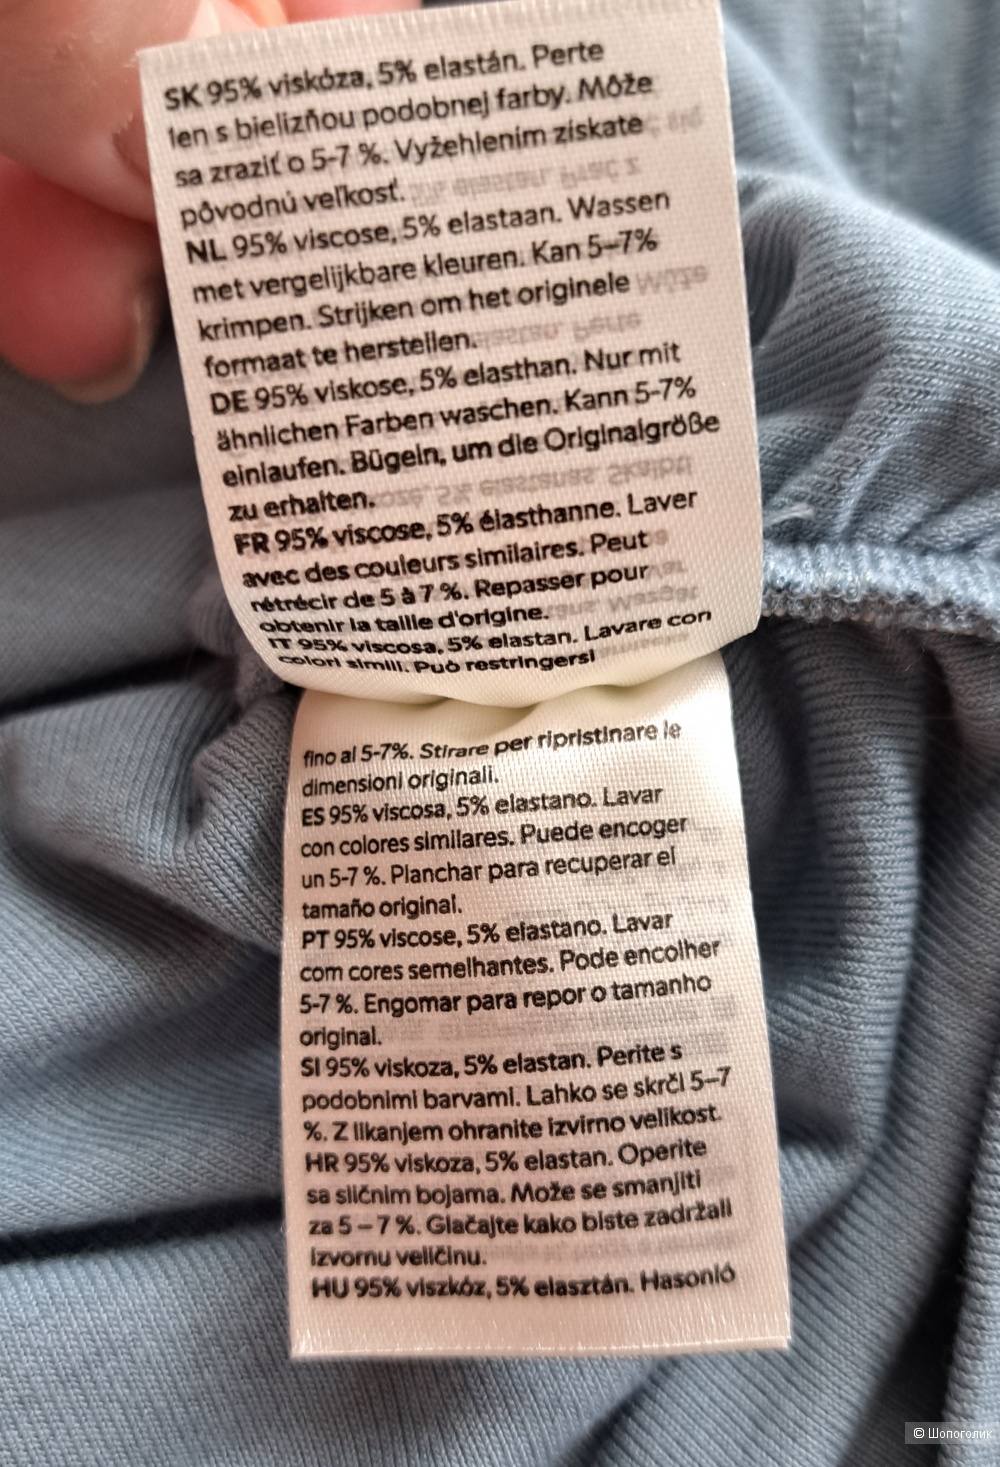 SK 95% viskóza, 5% elastán. Perte
len s bielizňou podobnej farby. Môže
sa zraziť o 5-7 %. Vyžehlením získate
pôvodnú veľkosť.
NL 95% viscose, 5% elastaan. Wassen
met vergelijkbare kleuren. Kan 5–7%
krimpen. Strijken om het originele
formaat te herstellen.
DE 95% viskose, 5% elasthan. Nur mit
ähnlichen Farben waschen. Kann 5-7%
einlaufen. Bügeln, um die Originalgröße
zu erhalten.
FR 95% viscose, 5% élasthanne. Laver
avec des couleurs similaires. Peut
rétrécir de 5 à 7 %. Repasser pour
obtenir la taille d'origine.
IT 95% viscosa, 5% elastan. Lavare con
colori simili. Può restringersi
fino al 5-7%. Stirare per ripristinare le
dimensioni originali.
ES 95% viscosa, 5% elastano. Lavar
con colores similares. Puede encoger
un 5-7 %. Planchar para recuperar el
tamaño original.
PT 95% viscose, 5% elastano. Lavar
com cores semelhantes. Pode encolher
5-7 %. Engomar para repor o tamanho
original.
SI 95% viskoza, 5% elastan. Perite s
podobnimi barvami. Lahko se skrči 5–7
%. Z likanjem ohranite izvirno velikost.
HR 95% viskoza, 5% elastan. Operite
sa sličnim bojama. Može se smanjiti
za 5 – 7 %. Glačajte kako biste zadržali
izvornu veličinu.
HU 95% viszkóz, 5% elasztán. Hasonló
© Шопоголик